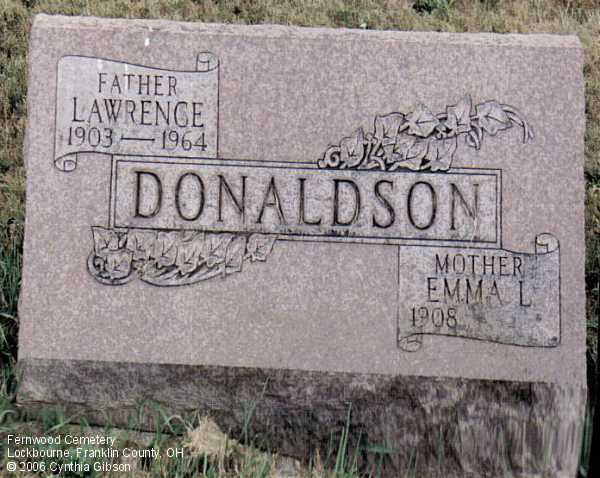 FATHER
LAWRENCE
1903 — 1964
DONALDSON
MOTHER
EMMA L
1908
Fernwood Cemetery
Lockbourne, Franklin County, OH
© 2006 Cynthia Gibson